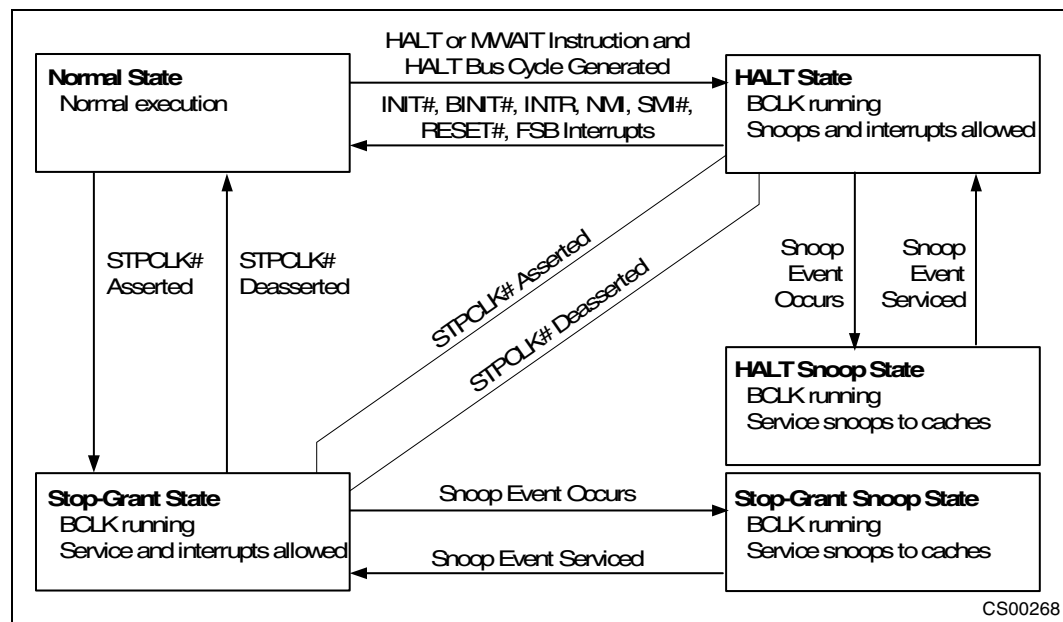 HALT or MWAIT Instruction and
HALT Bus Cycle Generated
Normal State
Normal execution
HALT State
BCLK running
Snoops and interrupts allowed
INIT#, BINIT#, INTR, NMI, SMI#,
RESET#, FSB Interrupts
STPCLK#
Asserted
STPCLK#
Deasserted
STPCLK# Asserted
STPCLK# Deasserted
Snoop
Event
Occurs
Snoop
Event
Serviced
HALT Snoop State
BCLK running
Service snoops to caches
Stop-Grant State
BCLK running
Service and interrupts allowed
Snoop Event Occurs
Snoop Event Serviced
Stop-Grant Snoop State
BCLK running
Service snoops to caches
CS00268